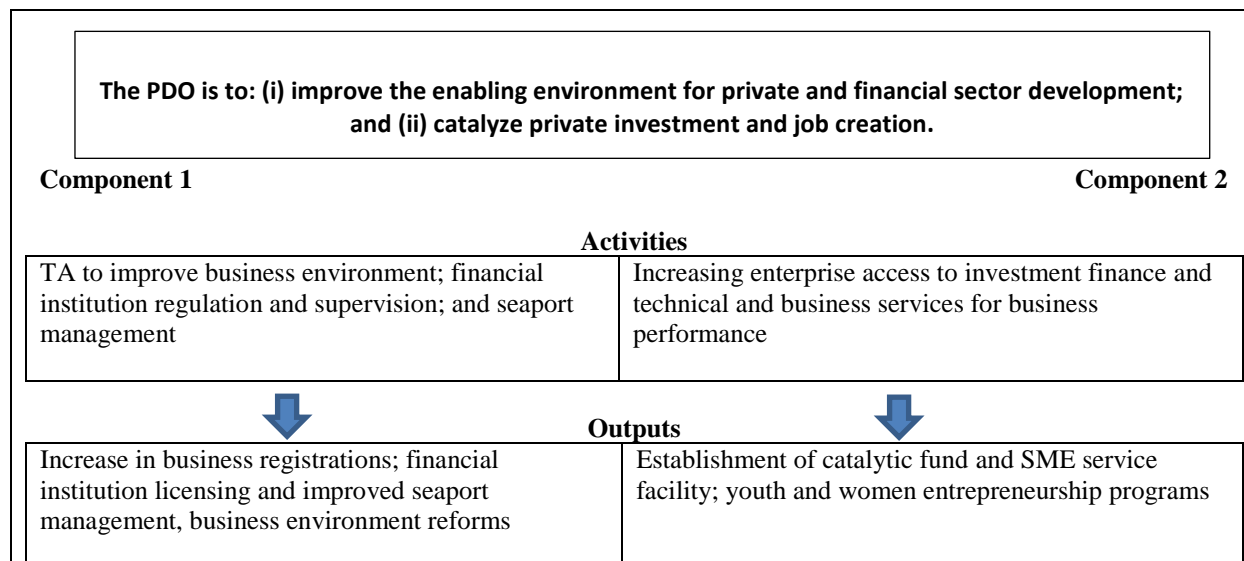 The PDO is to: (i) improve the enabling environment for private and financial sector development;
and (ii) catalyze private investment and job creation.
Component 1
Component 2
Activities
TA to improve business environment; financial
institution regulation and supervision; and seaport
management
Increasing enterprise access to investment finance and
technical and business services for business
performance
Outputs
Increase in business registrations; financial
institution licensing and improved seaport
management, business environment reforms
Establishment of catalytic fund and SME service
facility; youth and women entrepreneurship programs